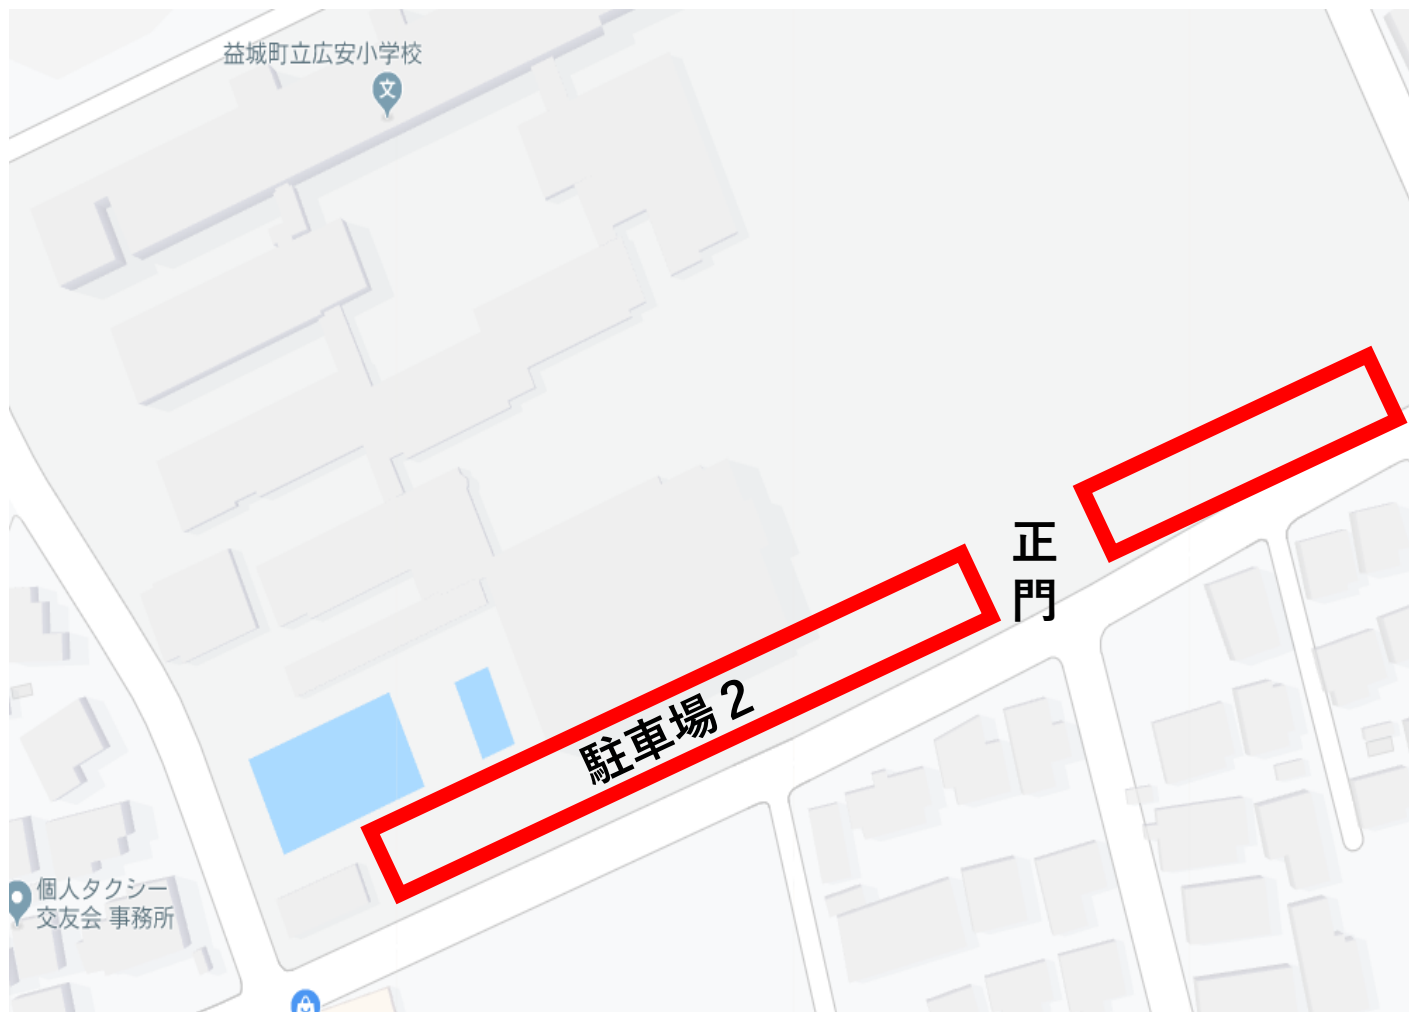 益城町立広安小学校
文
正
門
駐車場２
個人タクシー
交友会 事務所